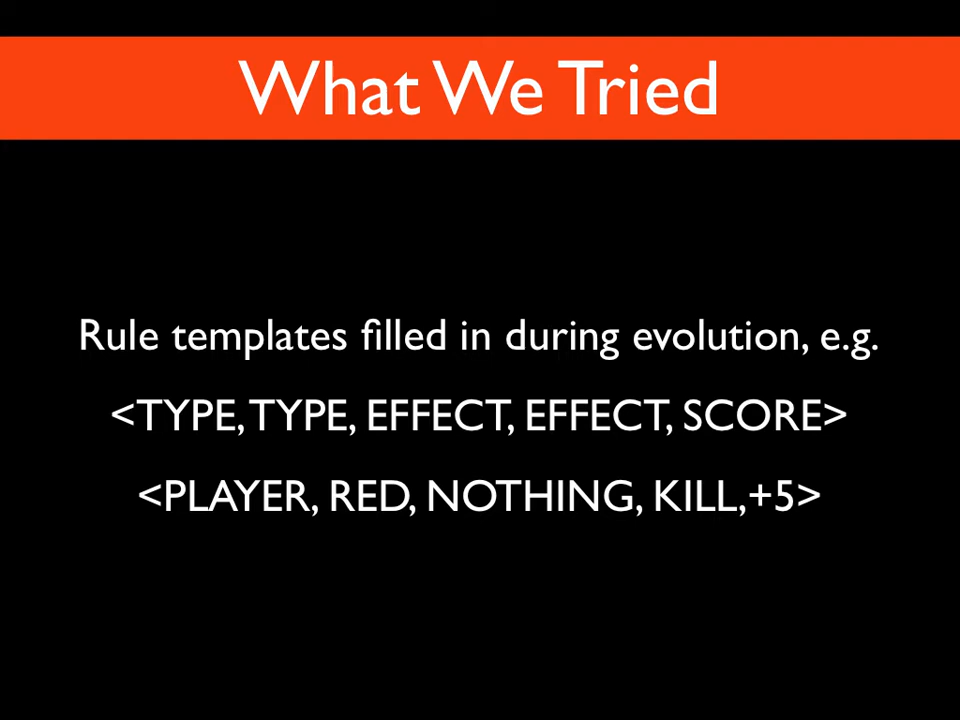 What We Tried
Rule templates filled in during evolution, e.g.
<TYPE, TYPE, EFFECT, EFFECT, SCORE>
<PLAYER, RED, NOTHING, KILL,+5>